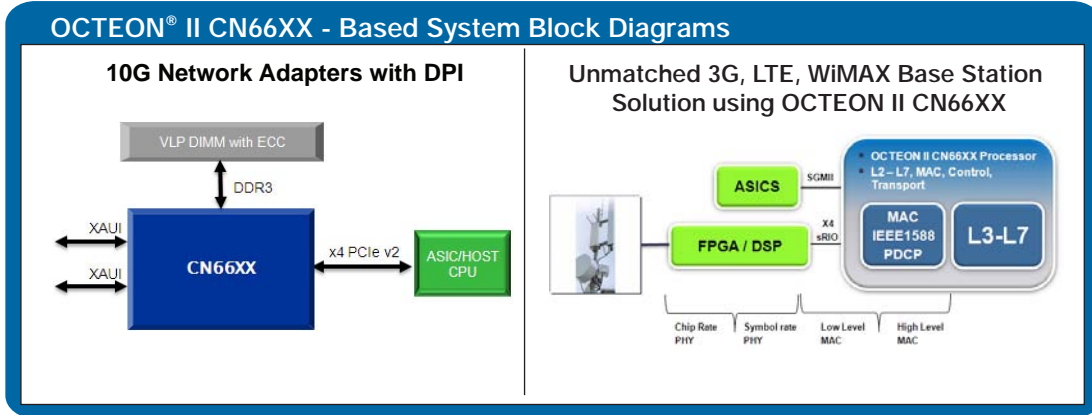 OCTEON® II CN66XX - Based System Block Diagrams
10G Network Adapters with DPI
VLP DIMM with ECC
DDR3
XAUI
XAUI
CN66XX
x4 PCIe v2
ASIC/HOST
CPU
Unmatched 3G, LTE, WiMAX Base Station
Solution using OCTEON II CN66XX
ASICS
SGMII
FPGA / DSP
X4
sRIO
• OCTEON II CN66XX Processor
• L2 – L7, MAC, Control,
Transport
MAC
IEEE1588
PDCP
L3-L7
Chip Rate
PHY
Symbol rate
PHY
Low Level
MAC
High Level
MAC